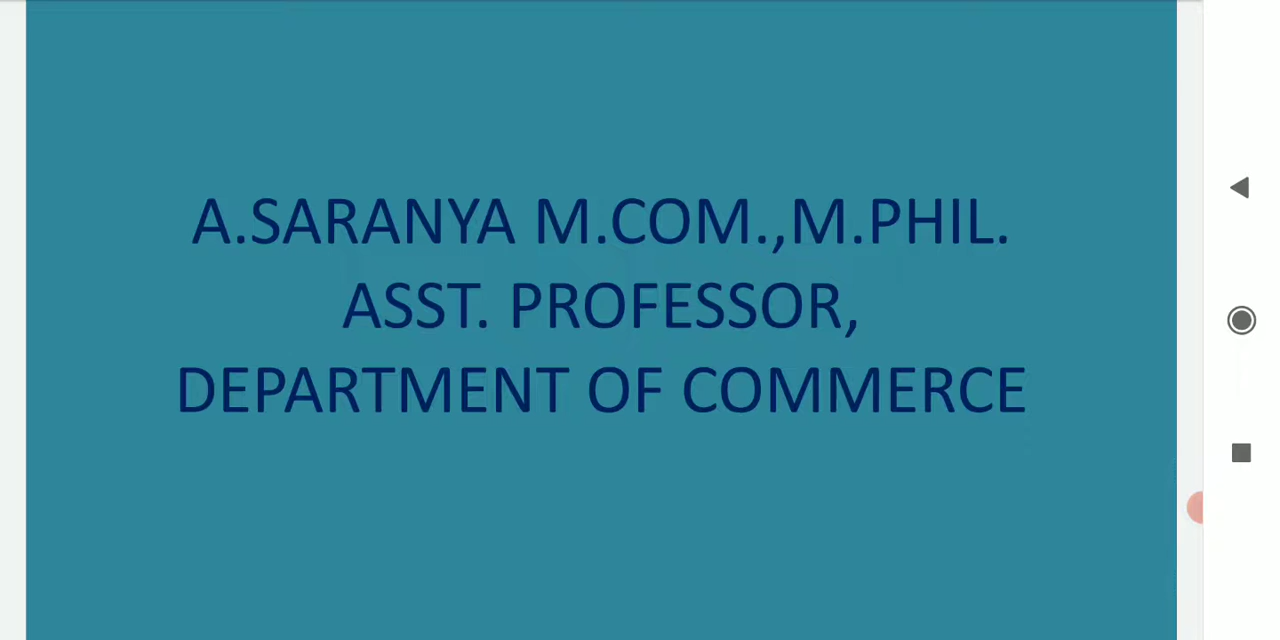 A.SARANYA M.COM.,M.PHIL.
ASST. PROFESSOR,
DEPARTMENT OF COMMERCE